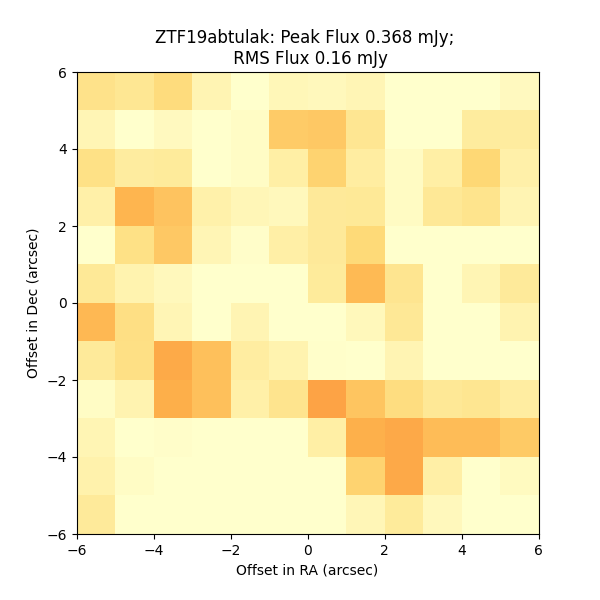 ZTF19abtulak: Peak Flux 0.368 mJy;
RMS Flux 0.16 mJy
6
4
2
0
−2
−4
−6
Offset in Dec (arcsec)
−6 −4 −2 0 2 4 6
Offset in RA (arcsec)